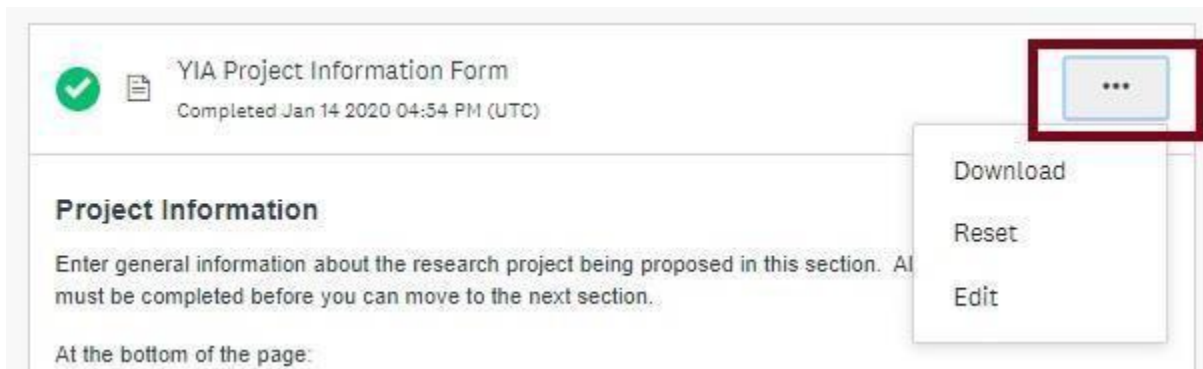 YIA Project Information Form
...
Completed Jan 14 2020 04:54 PM (UTC)
Download
Project Information
Reset
Enter general information about the research project being proposed in this section.
must be completed before you can move to the next section.
Edit
At the bottom of the page: